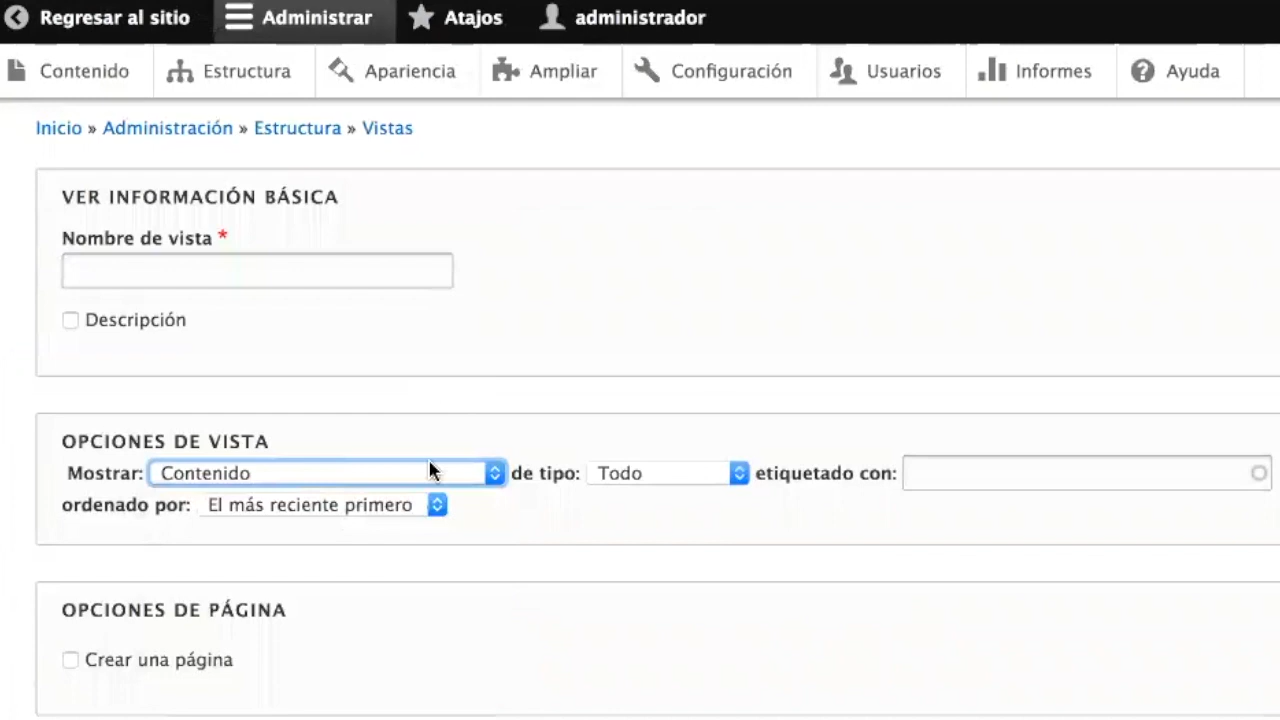 Regresar al sitio Administrar Atajos administrador
Contenido Estructura Apariencia Ampliar Configuración Usuarios Informes Ayuda
Inicio » Administración » Estructura » Vistas
VER INFORMACIÓN BÁSICA
Nombre de vista *
Descripción
OPCIONES DE VISTA
Mostrar: Contenido de tipo: Todo etiquetado con:
ordenado por: El más reciente primero
OPCIONES DE PÁGINA
Crear una página